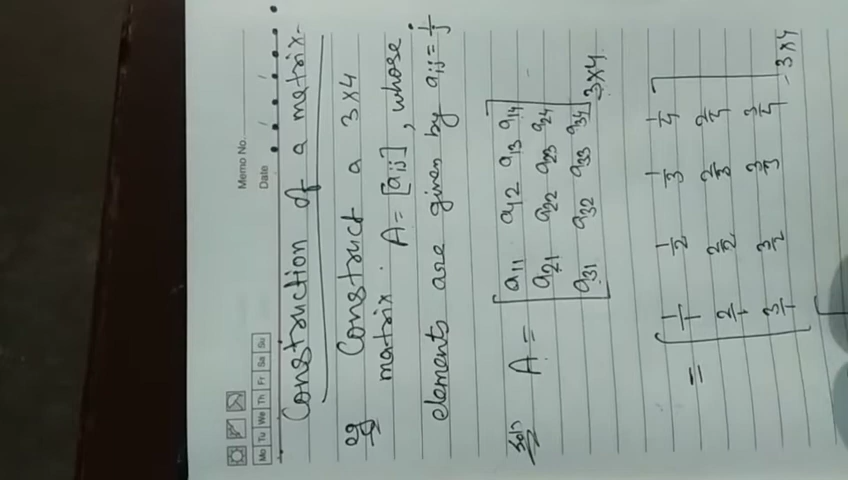 Memo No.
Date / /
Mo Tu We Th Fr Sa Su
Construction of a matrix-
eg Construct a 3×4
matrix. A = [aij], whose
elements are given by aij = i/j
Soln A = [a11 a12 a13 a14
a21 a22 a23 a24
a31 a32 a33 a34] 3×4
= [1/1 1/2 1/3 1/4
2/1 2/2 2/3 2/4
3/1 3/2 3/3 3/4] 3×4